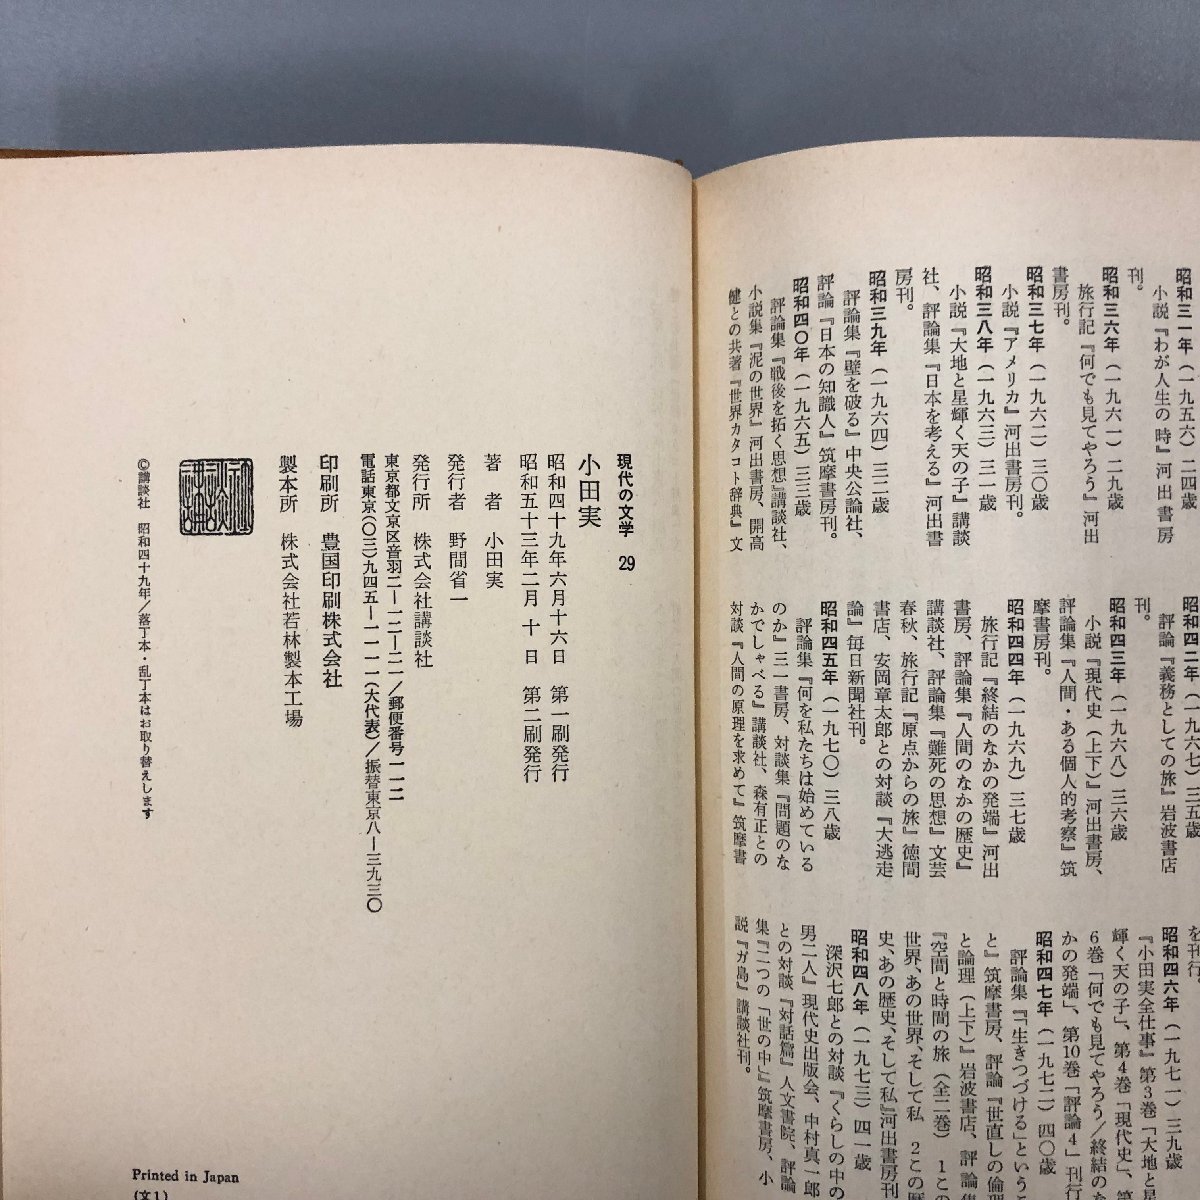 昭和三一年（一九五六）二四歳
小説『わが人生の時』河出書房
刊。
昭和三六年（一九六一）二九歳
旅行記『何でも見てやろう』河出
書房刊。
昭和三七年（一九六二）三〇歳
小説『アメリカ』河出書房刊。
昭和三八年（一九六三）三一歳
小説『大地と星輝く天の子』講談
社、評論集『日本を考える』河出書
房刊。
昭和三九年（一九六四）三二歳
評論集『壁を破る』中央公論社、
評論『日本の知識人』筑摩書房刊。
昭和四〇年（一九六五）三三歳
評論集『戦後を拓く思想』講談社、
小説集『泥の世界』河出書房、開高
健との共著『世界カタコト辞典』文
昭和四二年（一九六七）三五歳
評論『義務としての旅』岩波書店
刊。
昭和四三年（一九六八）三六歳
小説『現代史（上下）』河出書房、
評論集『人間・ある個人的考察』筑
摩書房刊。
昭和四四年（一九六九）三七歳
旅行記『終結のなかの発端』河出
書房、評論集『人間のなかの歴史』
講談社、評論集『難死の思想』文芸
春秋、旅行記『原点からの旅』徳間
書店、安岡章太郎との対談『大逃走
論』毎日新聞社刊。
昭和四五年（一九七〇）三八歳
評論集『何を私たちは始めている
のか』三一書房、対談集『問題のな
かでしゃべる』講談社、森有正との
対談『人間の原理を求めて』筑摩書
を刊行。
昭和四六年（一九七一）三九歳
『小田実全仕事』第3巻「大地と星
輝く天の子」、第4巻「現代史」、第
6巻「何でも見てやろう／終結のな
かの発端」、第10巻「評論4」刊行
昭和四七年（一九七二）四〇歳
評論集『「生きつづける」というこ
と』筑摩書房、評論『世直しの倫理
と論理（上下）』岩波書店、評論集
『空間と時間の旅（全二巻）1この
世界、あの世界、そして私 2この歴
史、あの歴史、そして私』河出書房刊
昭和四八年（一九七三）四一歳
深沢七郎との対談『くらしの中の
男二人』現代史出版会、中村真一郎
との対談『対話篇』人文書院、評論
集『二つの「世の中」』筑摩書房、小
説『ガ島』講談社刊。
現代の文学 29
小田実
昭和四十九年六月十六日 第一刷発行
昭和五十三年二月 十 日 第二刷発行
著 者 小田実
発行者 野間省一
発行所 株式会社講談社
東京都文京区音羽二―一二―二一／郵便番号一一二
電話東京（〇三）九四五―一一一一（大代表）／振替東京八―三九三〇
印刷所 豊国印刷株式会社
製本所 株式会社若林製本工場
©講談社 昭和四十九年／落丁本・乱丁本はお取り替えします
Printed in Japan
(文1)